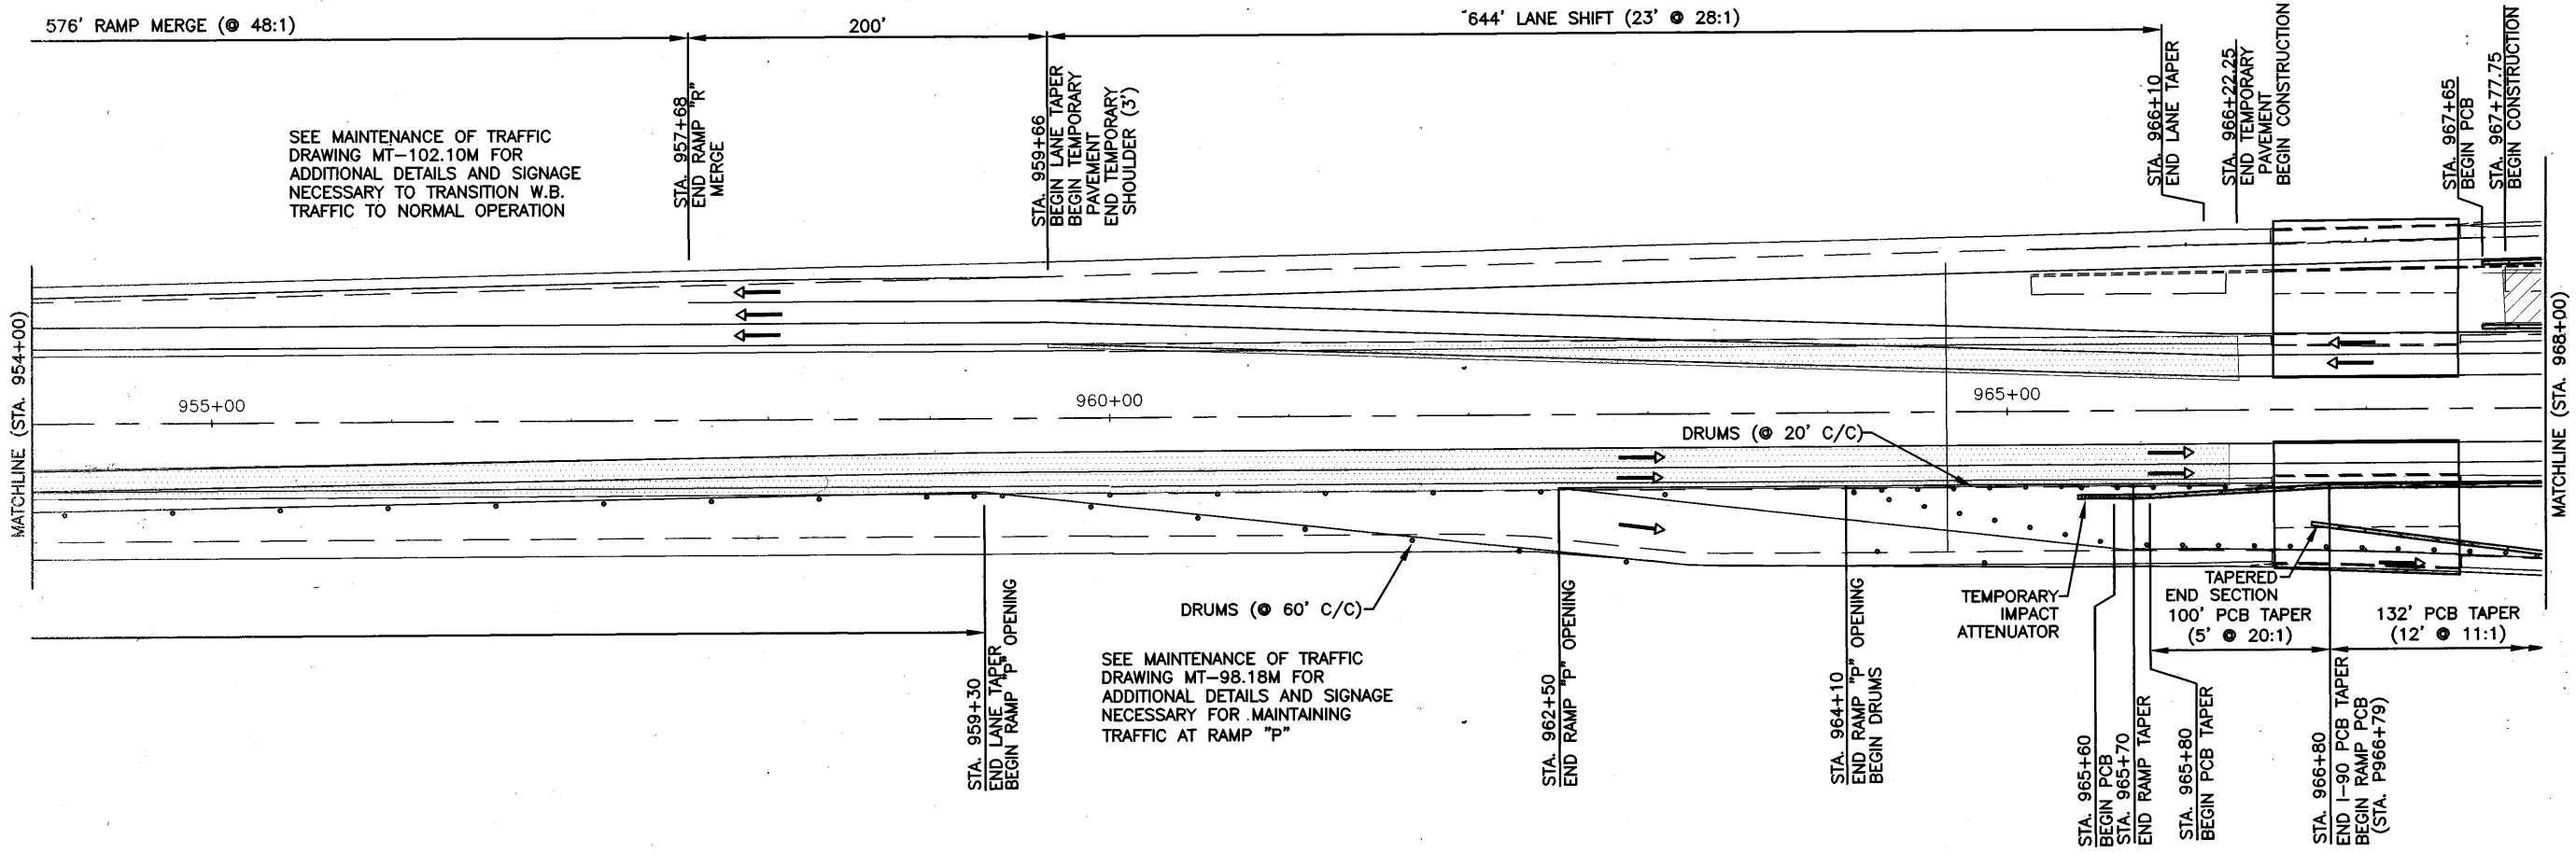 576' RAMP MERGE (@ 48:1)
200'
644' LANE SHIFT (23' @ 28:1)
SEE MAINTENANCE OF TRAFFIC
DRAWING MT-102.10M FOR
ADDITIONAL DETAILS AND SIGNAGE
NECESSARY TO TRANSITION W.B.
TRAFFIC TO NORMAL OPERATION
STA. 957+68
END RAMP "R"
MERGE
STA. 959+66
BEGIN LANE TAPER
BEGIN TEMPORARY
PAVEMENT
END TEMPORARY
SHOULDER (3')
STA. 966+10
END LANE TAPER
STA. 966+22.25
END TEMPORARY
PAVEMENT
BEGIN CONSTRUCTION
STA. 967+65
BEGIN PCB
STA. 967+77.75
BEGIN CONSTRUCTION
MATCHLINE (STA. 954+00)
955+00
960+00
965+00
MATCHLINE (STA. 968+00)
DRUMS (@ 20' C/C)
DRUMS (@ 60' C/C)
SEE MAINTENANCE OF TRAFFIC
DRAWING MT-98.18M FOR
ADDITIONAL DETAILS AND SIGNAGE
NECESSARY FOR MAINTAINING
TRAFFIC AT RAMP "P"
TEMPORARY
IMPACT
ATTENUATOR
TAPERED
END SECTION
100' PCB TAPER
(5' @ 20:1)
132' PCB TAPER
(12' @ 11:1)
STA. 959+30
END LANE TAPER
BEGIN RAMP "P" OPENING
STA. 962+50
END RAMP "P" OPENING
STA. 964+10
END RAMP "P" OPENING
BEGIN DRUMS
STA. 965+60
BEGIN PCB
STA. 965+70
END RAMP TAPER
STA. 965+80
BEGIN PCB TAPER
STA. 966+80
END I-90 PCB TAPER
BEGIN RAMP PCB
(STA. P966+79)